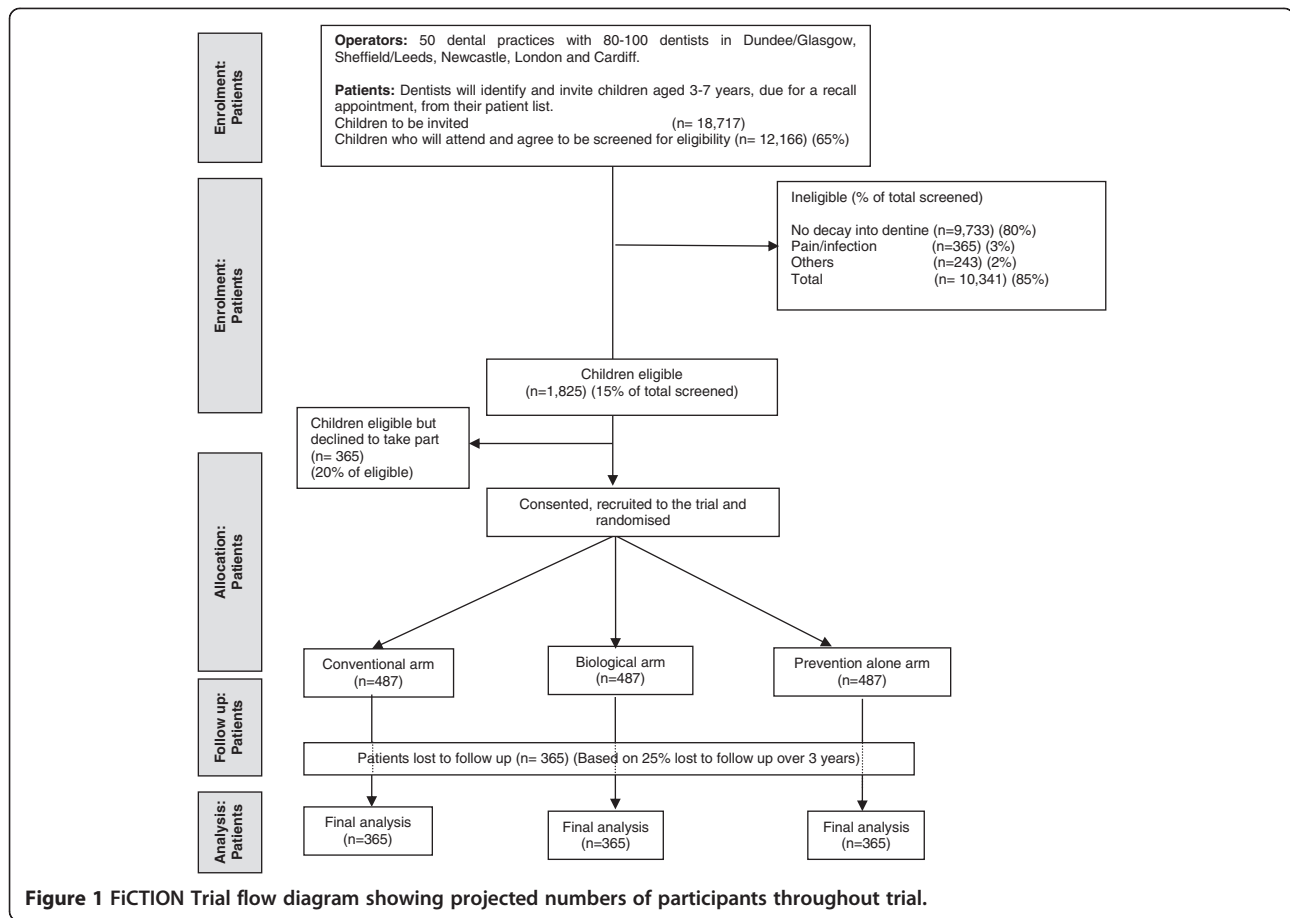 Enrolment:
Patients
Operators: 50 dental practices with 80-100 dentists in Dundee/Glasgow,
Sheffield/Leeds, Newcastle, London and Cardiff.
Patients: Dentists will identify and invite children aged 3-7 years, due for a recall
appointment, from their patient list.
Children to be invited (n= 18,717)
Children who will attend and agree to be screened for eligibility (n= 12,166) (65%)
Enrolment:
Patients
Ineligible (% of total screened)
No decay into dentine (n=9,733) (80%)
Pain/infection (n=365) (3%)
Others (n=243) (2%)
Total (n= 10,341) (85%)
Children eligible
(n=1,825) (15% of total screened)
Children eligible but
declined to take part
(n= 365)
(20% of eligible)
Allocation:
Patients
Consented, recruited to the trial and
randomised
Conventional arm
(n=487)
Biological arm
(n=487)
Prevention alone arm
(n=487)
Follow up:
Patients
Patients lost to follow up (n= 365) (Based on 25% lost to follow up over 3 years)
Analysis:
Patients
Final analysis
(n=365)
Final analysis
(n=365)
Final analysis
(n=365)
Figure 1 FiCTION Trial flow diagram showing projected numbers of participants throughout trial.